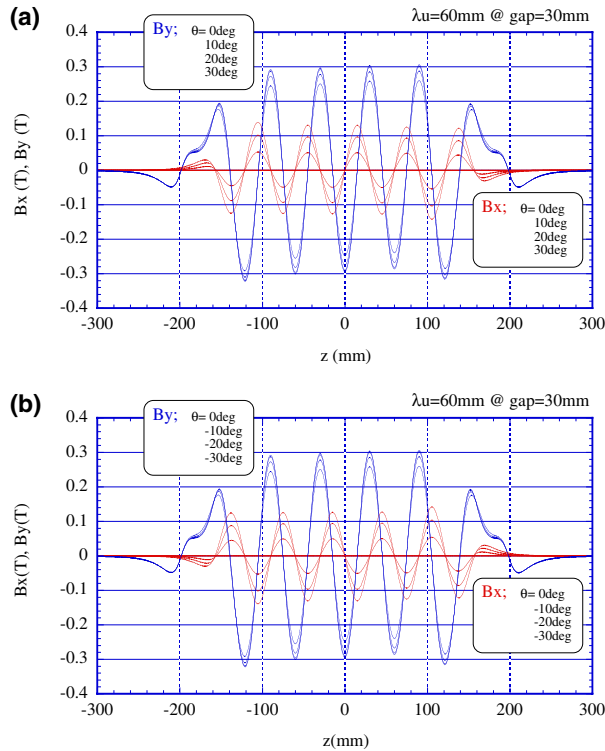 (a)
λu=60mm @ gap=30mm
By; θ= 0deg
10deg
20deg
30deg
Bx (T), By (T)
0.4
0.3
0.2
0.1
0
-0.1
-0.2
-0.3
-0.4
Bx; θ= 0deg
10deg
20deg
30deg
-300 -200 -100 0 100 200 300
z (mm)
(b)
λu=60mm @ gap=30mm
By; θ= 0deg
-10deg
-20deg
-30deg
Bx(T), By(T)
0.4
0.3
0.2
0.1
0
-0.1
-0.2
-0.3
-0.4
Bx; θ= 0deg
-10deg
-20deg
-30deg
-300 -200 -100 0 100 200 300
z(mm)